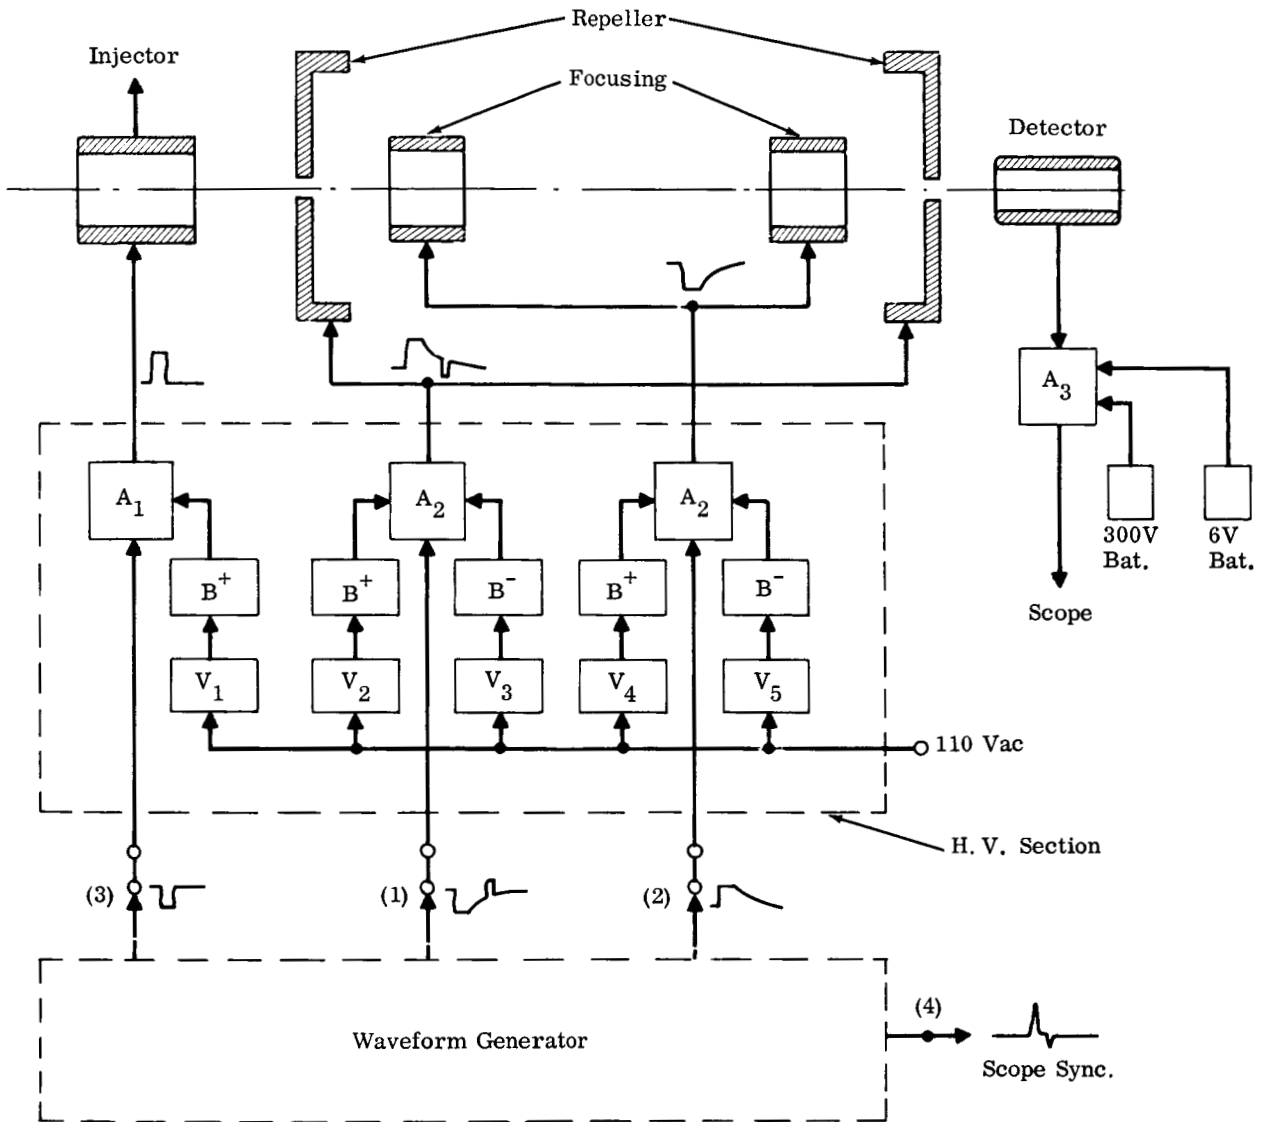 Repeller
Injector
Focusing
Detector
A3
A1
A2
A2
300V
Bat.
6V
Bat.
B+
B+
B-
B+
B-
Scope
V1
V2
V3
V4
V5
110 Vac
H. V. Section
(3)
(1)
(2)
(4)
Waveform Generator
Scope Sync.